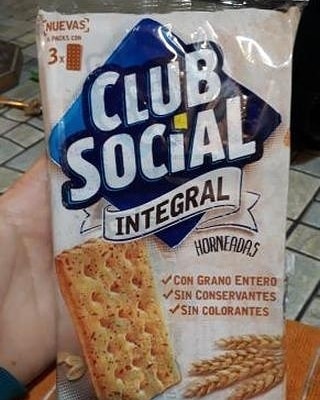 ¡NUEVAS!
PACKS CON
3x
CLUB
SOCiAL
INTEGRAL
HORNEADAS
✓CON GRANO ENTERO
✓SIN CONSERVANTES
✓SIN COLORANTES